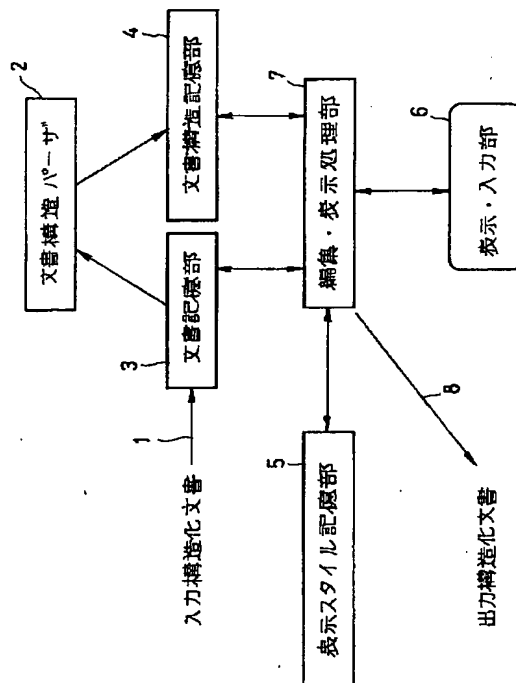 2
文書構造パーザ
3
文書記憶部
4
文書構造記憶部
1
入力構造化文書
5
表示スタイル記憶部
7
編集・表示処理部
6
表示・入力部
8
出力構造化文書